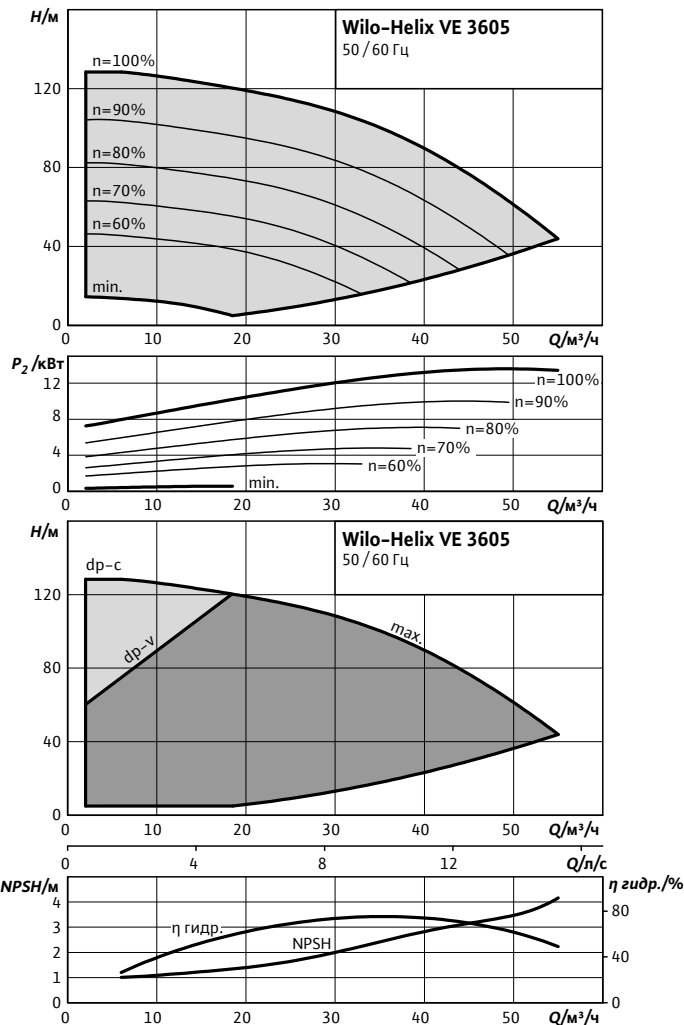 H/м
Wilo-Helix VE 3605
50 / 60 Гц
n=100%
120
n=90%
80
n=80%
n=70%
n=60%
40
min.
0
0 10 20 30 40 50 Q/м³/ч
P₂ /кВт
12
n=100%
n=90%
8
n=80%
4
n=70%
n=60%
min.
0
0 10 20 30 40 50 Q/м³/ч
H/м
Wilo-Helix VE 3605
50 / 60 Гц
dp-c
120
max.
dp-v
80
40
0
0 10 20 30 40 50 Q/м³/ч
0 4 8 12 Q/л/с
NPSH/м
η гидр./%
4
80
3
η гидр.
NPSH
2
40
1
0
0
0 10 20 30 40 50 Q/м³/ч